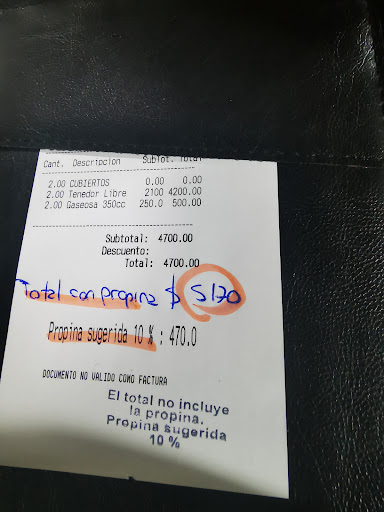 Cant. Descripcion Subtot. Total
2.00 CUBIERTOS 0.00 0.00
2.00 Tenedor Libre 2100 4200.00
2.00 Gaseosa 350cc 250.0 500.00
Subtotal: 4700.00
Descuento:
Total: 4700.00
Total con propina $ 5170
Propina sugerida 10 % : 470.0
DOCUMENTO NO VALIDO COMO FACTURA
El total no incluye
la propina.
Propina sugerida
10 %